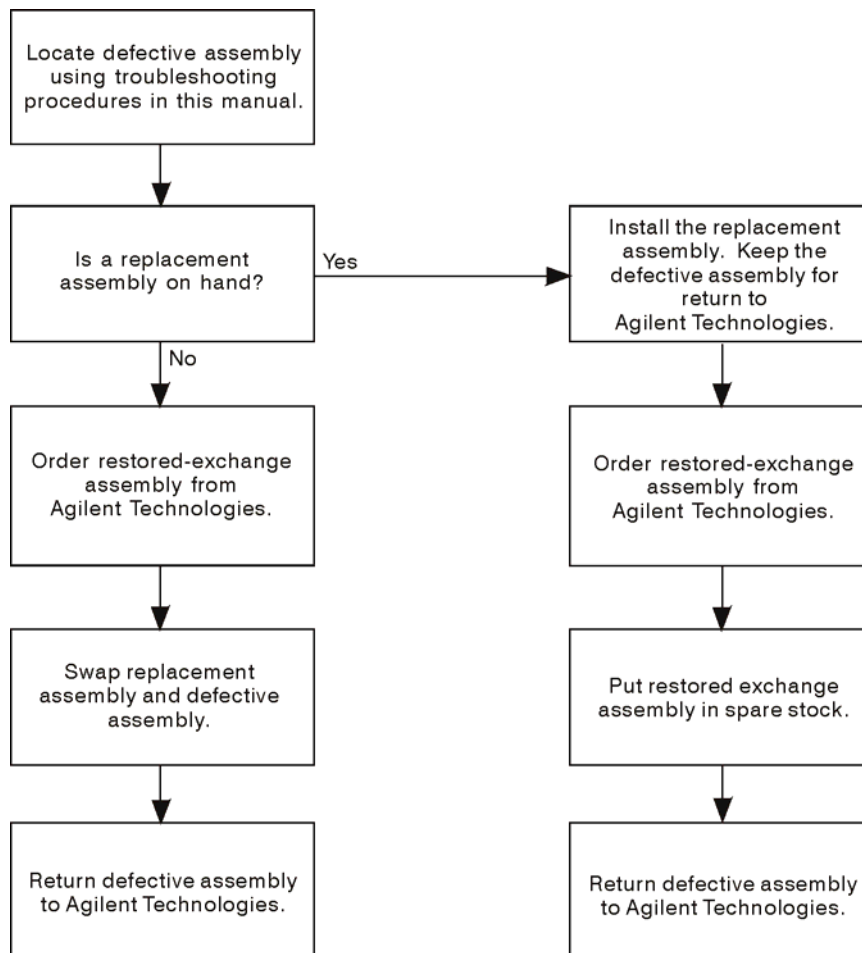 Locate defective assembly
using troubleshooting
procedures in this manual.
Is a replacement
assembly on hand?
Yes
No
Install the replacement
assembly. Keep the
defective assembly for
return to
Agilent Technologies.
Order restored-exchange
assembly from
Agilent Technologies.
Order restored-exchange
assembly from
Agilent Technologies.
Swap replacement
assembly and defective
assembly.
Put restored exchange
assembly in spare stock.
Return defective assembly
to Agilent Technologies.
Return defective assembly
to Agilent Technologies.